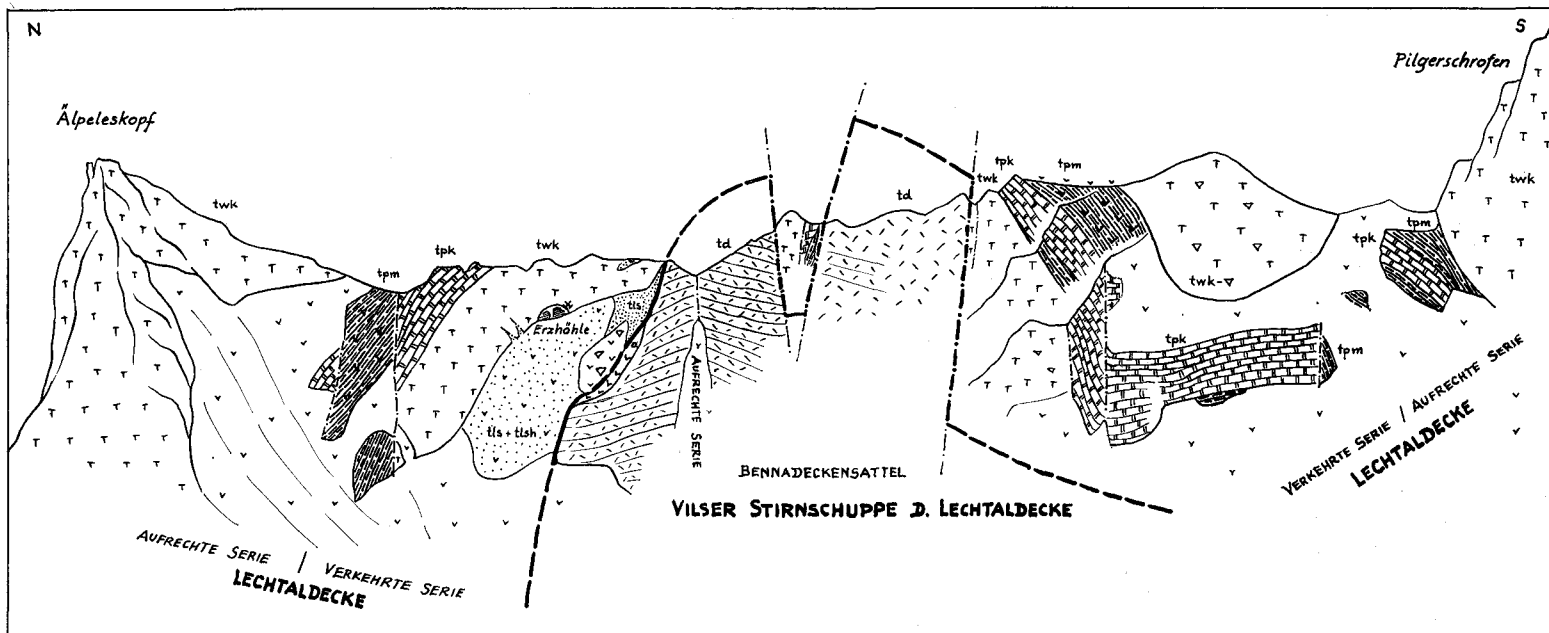 N
S
Pilgerschrofen
Älpeleskopf
twk
tpm
tpk
twk
td
td
twk
tpk
tpm
twk
tpm
tpk
twk-▽
tpk
tpm
Erzhöhle
tls
tls + tlsh
AUFRECHTE SERIE
BENNADECKENSATTEL
VILSER STIRNSCHUPPE D. LECHTALDECKE
AUFRECHTE SERIE / VERKEHRTE SERIE
LECHTALDECKE
VERKEHRTE SERIE / AUFRECHTE SERIE
LECHTALDECKE